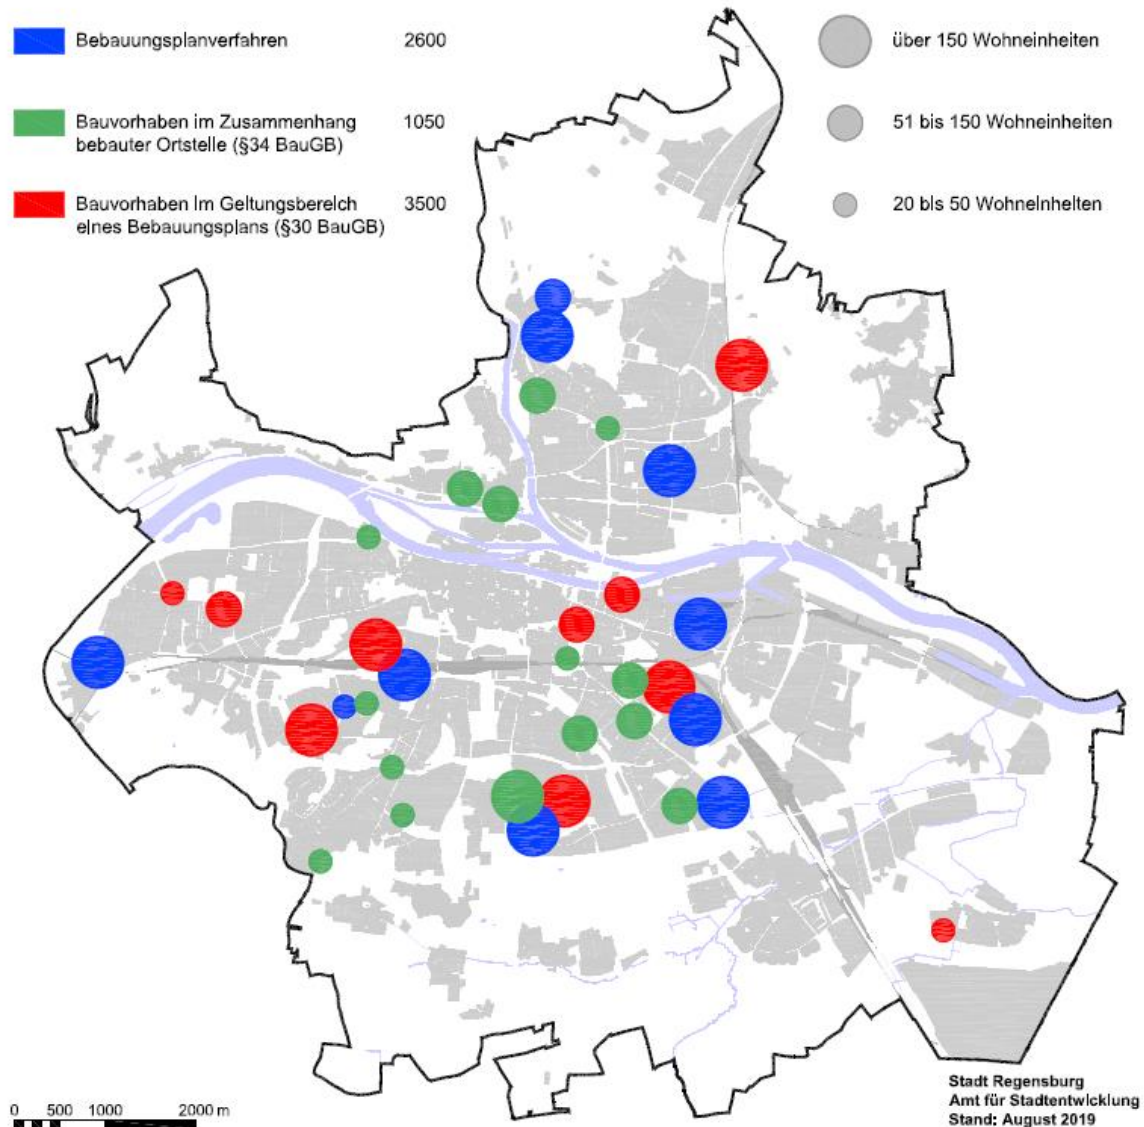 Bebauungsplanverfahren 2600
Bauvorhaben im Zusammenhang 1050
bebauter Ortstelle (§34 BauGB)
Bauvorhaben Im Geltungsbereich 3500
eines Bebauungsplans (§30 BauGB)
über 150 Wohneinheiten
51 bis 150 Wohneinheiten
20 bis 50 Wohneinheiten
0 500 1000 2000 m
Stadt Regensburg
Amt für Stadtentwicklung
Stand: August 2019